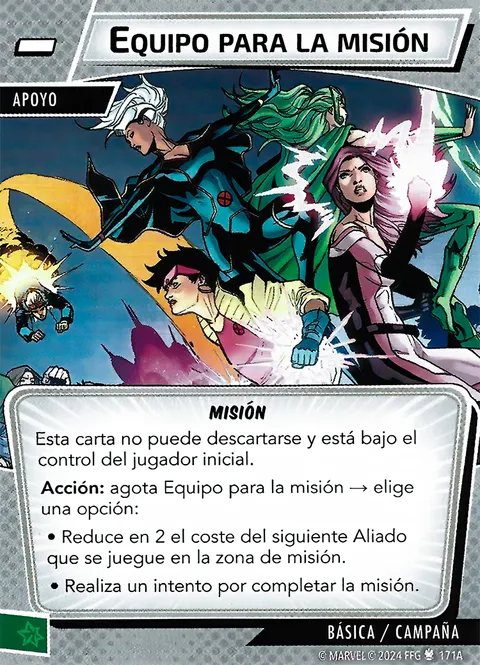 EQUIPO PARA LA MISIÓN
APOYO
MISIÓN
Esta carta no puede descartarse y está bajo el
control del jugador inicial.
Acción: agota Equipo para la misión → elige
una opción:
• Reduce en 2 el coste del siguiente Aliado
que se juegue en la zona de misión.
• Realiza un intento por completar la misión.
BÁSICA / CAMPAÑA
© MARVEL © 2024 FFG 171A